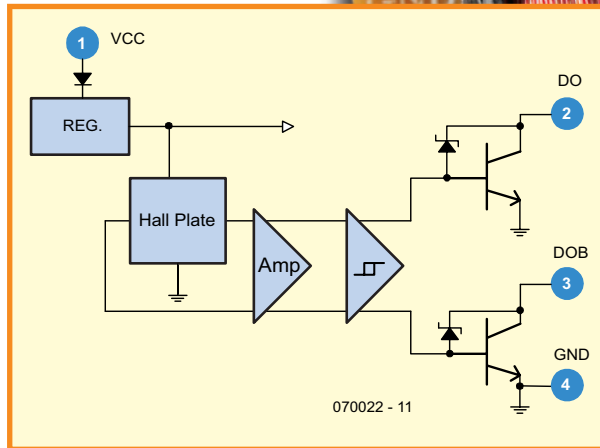 1 VCC
REG.
DO
2
Hall Plate
Amp
DOB
3
GND
4
070022 - 11